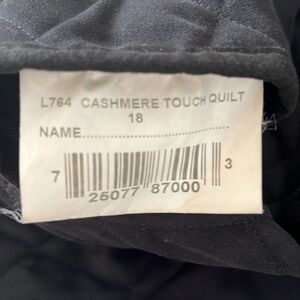 L764 CASHMERE TOUCH QUILT
18
NAME..............................
7 25077 87000 3